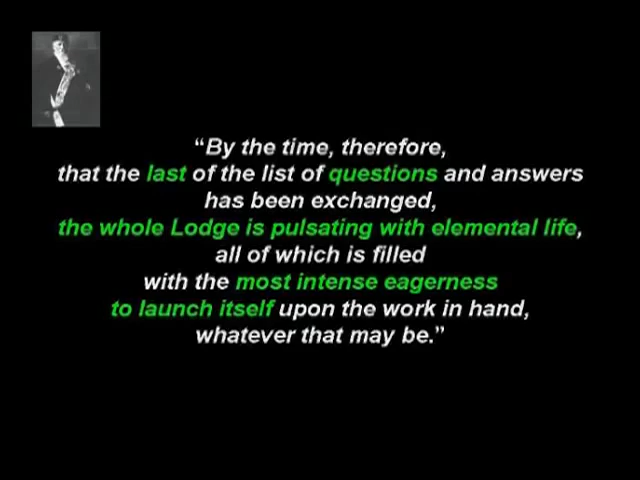 “By the time, therefore,
that the last of the list of questions and answers
has been exchanged,
the whole Lodge is pulsating with elemental life,
all of which is filled
with the most intense eagerness
to launch itself upon the work in hand,
whatever that may be.”